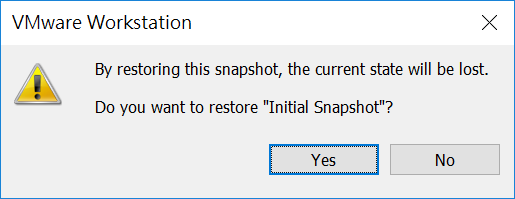 VMware Workstation
By restoring this snapshot, the current state will be lost.
Do you want to restore "Initial Snapshot"?
Yes
No